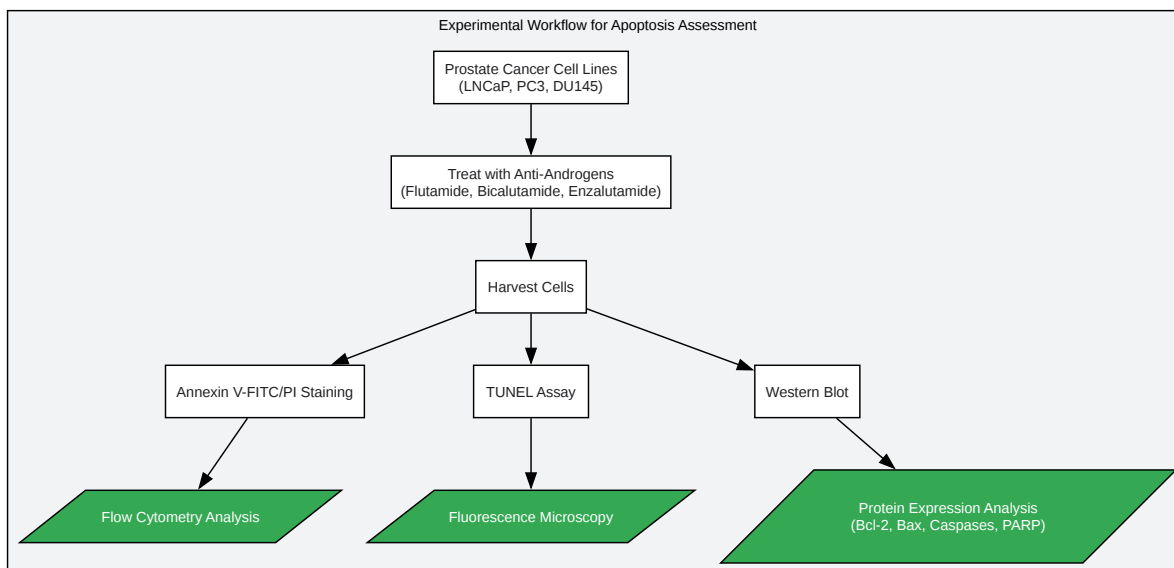 Experimental Workflow for Apoptosis Assessment
Prostate Cancer Cell Lines
(LNCaP, PC3, DU145)
Treat with Anti-Androgens
(Flutamide, Bicalutamide, Enzalutamide)
Harvest Cells
Annexin V-FITC/PI Staining
TUNEL Assay
Western Blot
Flow Cytometry Analysis
Fluorescence Microscopy
Protein Expression Analysis
(Bcl-2, Bax, Caspases, PARP)